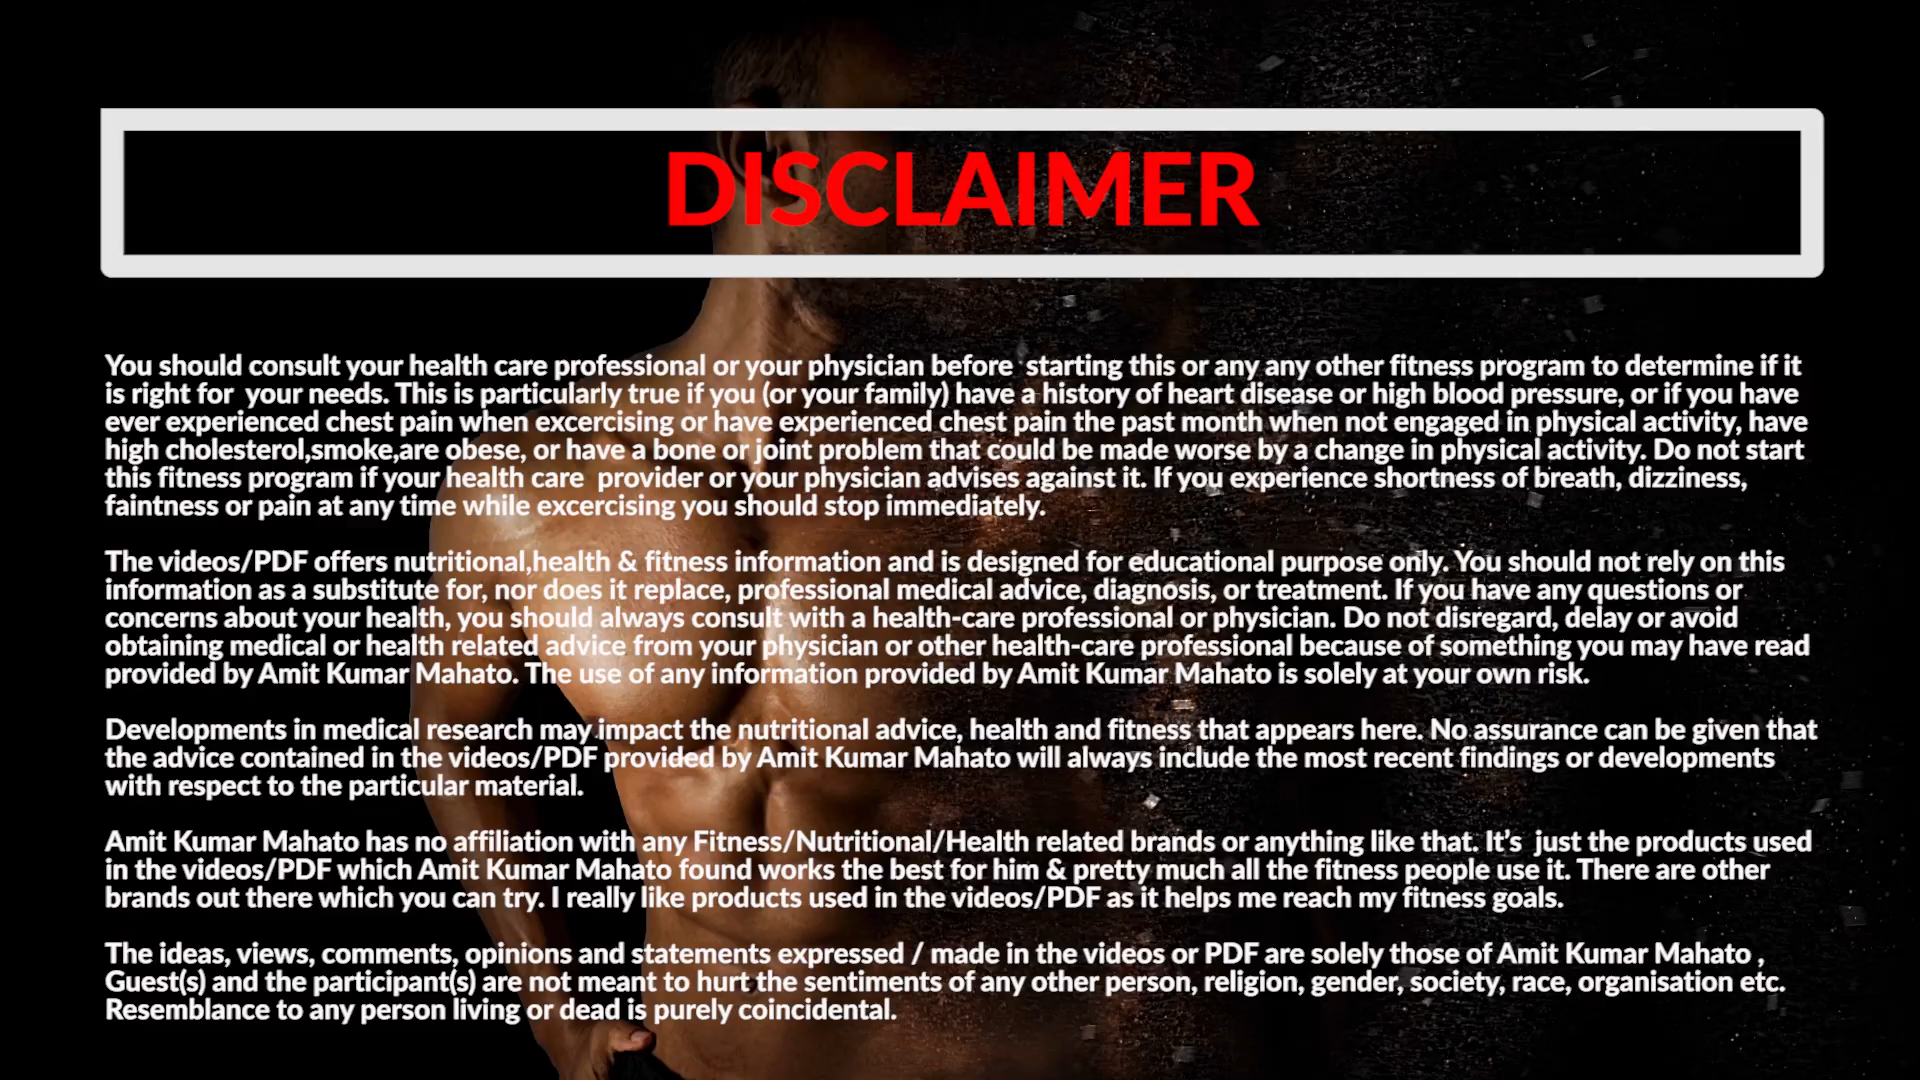 DISCLAIMER
You should consult your health care professional or your physician before  starting this or any any other fitness program to determine if it
is right for  your needs. This is particularly true if you (or your family) have a history of heart disease or high blood pressure, or if you have
ever experienced chest pain when excercising or have experienced chest pain the past month when not engaged in physical activity, have
high cholesterol,smoke,are obese, or have a bone or joint problem that could be made worse by a change in physical activity. Do not start
this fitness program if your health care  provider or your physician advises against it. If you experience shortness of breath, dizziness,
faintness or pain at any time while excercising you should stop immediately.
The videos/PDF offers nutritional,health & fitness information and is designed for educational purpose only. You should not rely on this
information as a substitute for, nor does it replace, professional medical advice, diagnosis, or treatment. If you have any questions or
concerns about your health, you should always consult with a health-care professional or physician. Do not disregard, delay or avoid
obtaining medical or health related advice from your physician or other health-care professional because of something you may have read
provided by Amit Kumar Mahato. The use of any information provided by Amit Kumar Mahato is solely at your own risk.
Developments in medical research may impact the nutritional advice, health and fitness that appears here. No assurance can be given that
the advice contained in the videos/PDF provided by Amit Kumar Mahato will always include the most recent findings or developments
with respect to the particular material.
Amit Kumar Mahato has no affiliation with any Fitness/Nutritional/Health related brands or anything like that. It’s  just the products used
in the videos/PDF which Amit Kumar Mahato found works the best for him & pretty much all the fitness people use it. There are other
brands out there which you can try. I really like products used in the videos/PDF as it helps me reach my fitness goals.
The ideas, views, comments, opinions and statements expressed / made in the videos or PDF are solely those of Amit Kumar Mahato ,
Guest(s) and the participant(s) are not meant to hurt the sentiments of any other person, religion, gender, society, race, organisation etc.
Resemblance to any person living or dead is purely coincidental.